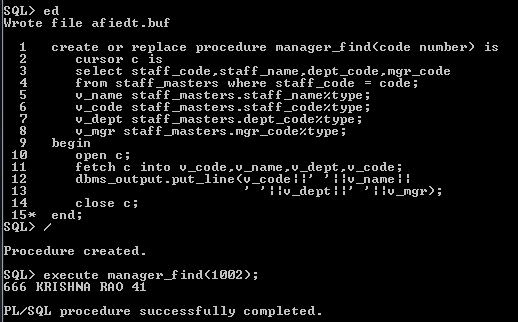 SQL> ed
Wrote file afiedt.buf
  1    create or replace procedure manager_find(code number) is
  2       cursor c is
  3       select staff_code,staff_name,dept_code,mgr_code
  4       from staff_masters where staff_code = code;
  5       v_name staff_masters.staff_name%type;
  6       v_code staff_masters.staff_code%type;
  7       v_dept staff_masters.dept_code%type;
  8       v_mgr staff_masters.mgr_code%type;
  9    begin
 10       open c;
 11       fetch c into v_code,v_name,v_dept,v_code;
 12       dbms_output.put_line(v_code||' '||v_name||
 13                            ' '||v_dept||' '||v_mgr);
 14       close c;
 15*  end;
SQL> /
Procedure created.
SQL> execute manager_find(1002);
666 KRISHNA RAO 41
PL/SQL procedure successfully completed.